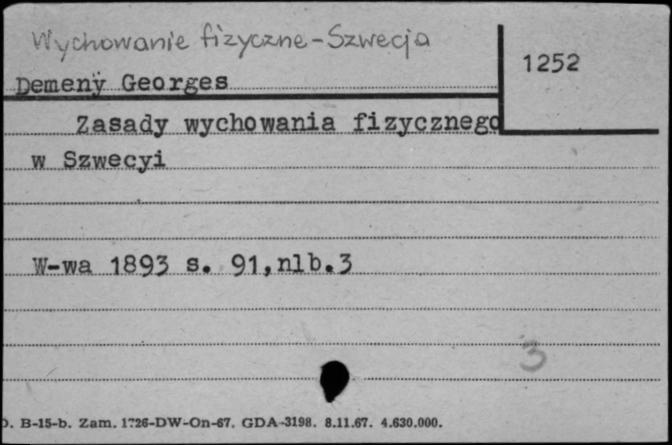 Wychowanie fizyczne-Szwecja
1252
Demenÿ Georges
Zasady wychowania fizycznego
w Szwecyi
W-wa 1893 s. 91,nlb.3
3
B-15-b. Zam. 1726-DW-On-67. GDA-3198. 8.11.67. 4.630.000.